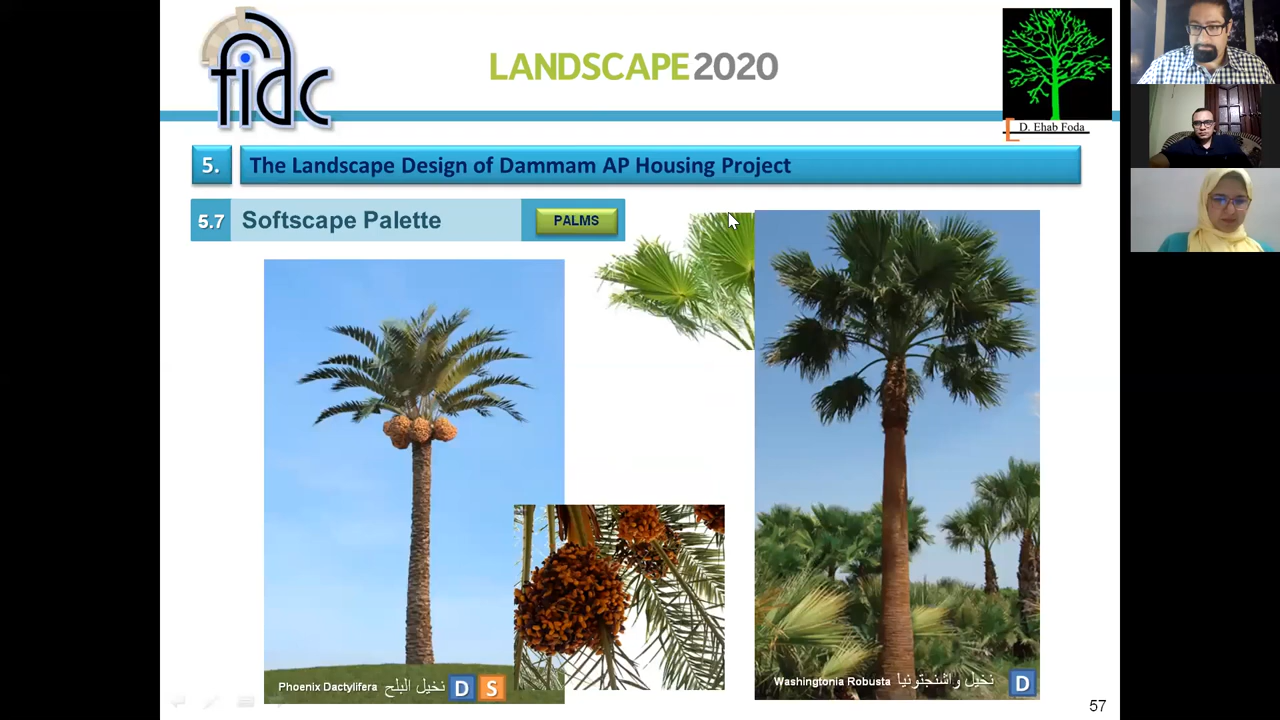 fidc
LANDSCAPE2020
D. Ehab Foda
5. The Landscape Design of Dammam AP Housing Project
5.7 Softscape Palette PALMS
Phoenix Dactylifera نخيل البلح D S
Washingtonia Robusta نخيل واشنجتونيا D
57